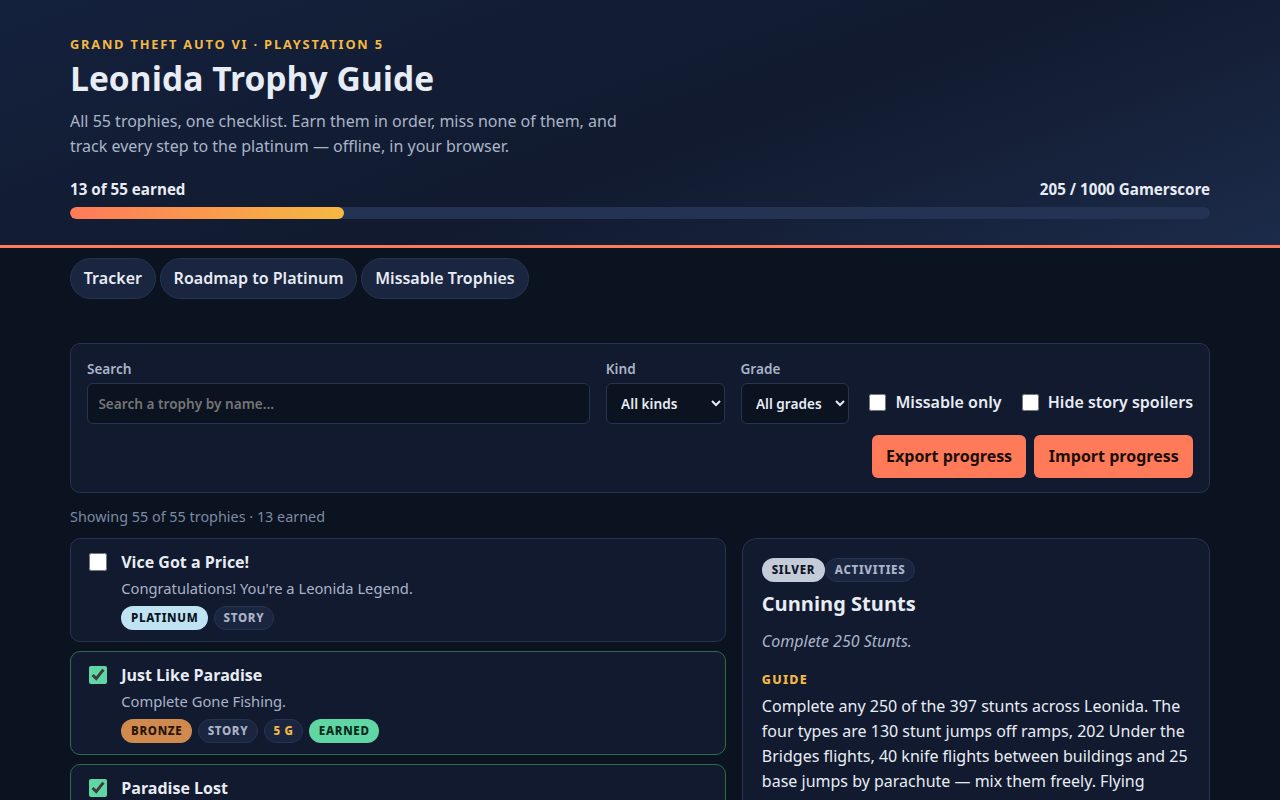 GRAND THEFT AUTO VI · PLAYSTATION 5
Leonida Trophy Guide
All 55 trophies, one checklist. Earn them in order, miss none of them, and
track every step to the platinum — offline, in your browser.
13 of 55 earned
205 / 1000 Gamerscore
Tracker
Roadmap to Platinum
Missable Trophies
Search
Kind
Grade
Search a trophy by name...
All kinds
All grades
Missable only
Hide story spoilers
Export progress
Import progress
Showing 55 of 55 trophies · 13 earned
Vice Got a Price!
Congratulations! You're a Leonida Legend.
PLATINUM
STORY
Just Like Paradise
Complete Gone Fishing.
BRONZE
STORY
5 G
EARNED
Paradise Lost
SILVER
ACTIVITIES
Cunning Stunts
Complete 250 Stunts.
GUIDE
Complete any 250 of the 397 stunts across Leonida. The
four types are 130 stunt jumps off ramps, 202 Under the
Bridges flights, 40 knife flights between buildings and 25
base jumps by parachute — mix them freely. Flying